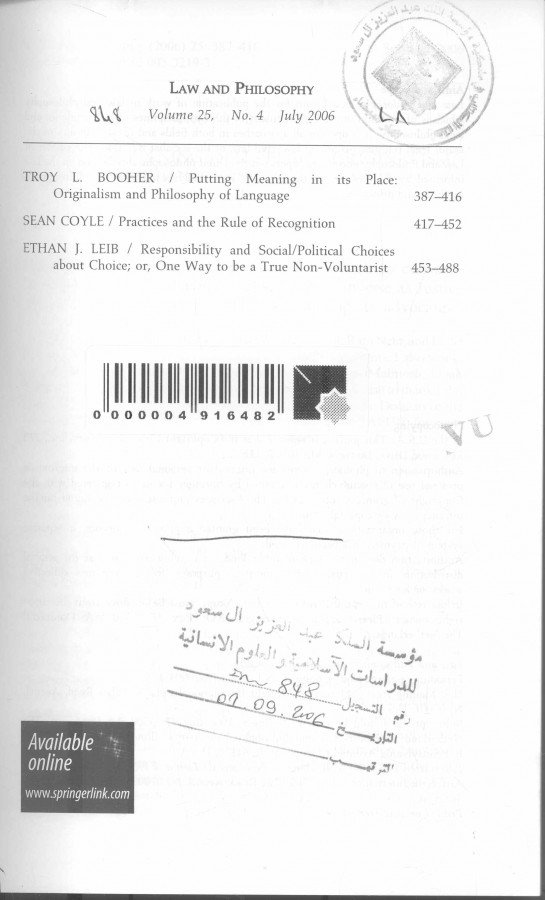 LAW AND PHILOSOPHY
848 Volume 25, No. 4 July 2006
TROY L. BOOHER / Putting Meaning in its Place:
Originalism and Philosophy of Language 387–416
SEAN COYLE / Practices and the Rule of Recognition 417–452
ETHAN J. LEIB / Responsibility and Social/Political Choices
about Choice; or, One Way to be a True Non-Voluntarist 453–488
0 000004 916482
VU
مؤسسة الملك عبد العزيز ال سعود
للدراسات الاسلامية والعلوم الانسانية
رقم التسجيل 848
التاريخ 07.09.206
الترتيب
Available
online
www.springerlink.com